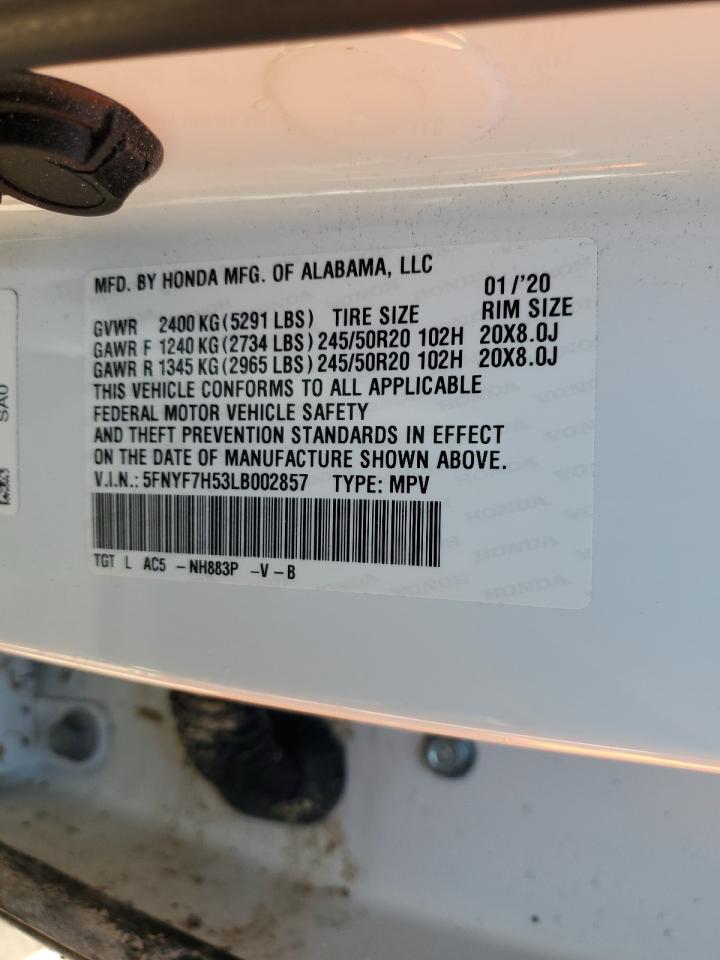 MFD. BY HONDA MFG. OF ALABAMA, LLC 01/'20
GVWR 2400 KG (5291 LBS) TIRE SIZE RIM SIZE
GAWR F 1240 KG (2734 LBS) 245/50R20 102H 20X8.0J
GAWR R 1345 KG (2965 LBS) 245/50R20 102H 20X8.0J
THIS VEHICLE CONFORMS TO ALL APPLICABLE
FEDERAL MOTOR VEHICLE SAFETY
AND THEFT PREVENTION STANDARDS IN EFFECT
ON THE DATE OF MANUFACTURE SHOWN ABOVE.
V.I.N.: 5FNYF7H53LB002857 TYPE: MPV
TGT L AC5 -NH883P -V-B
SA0